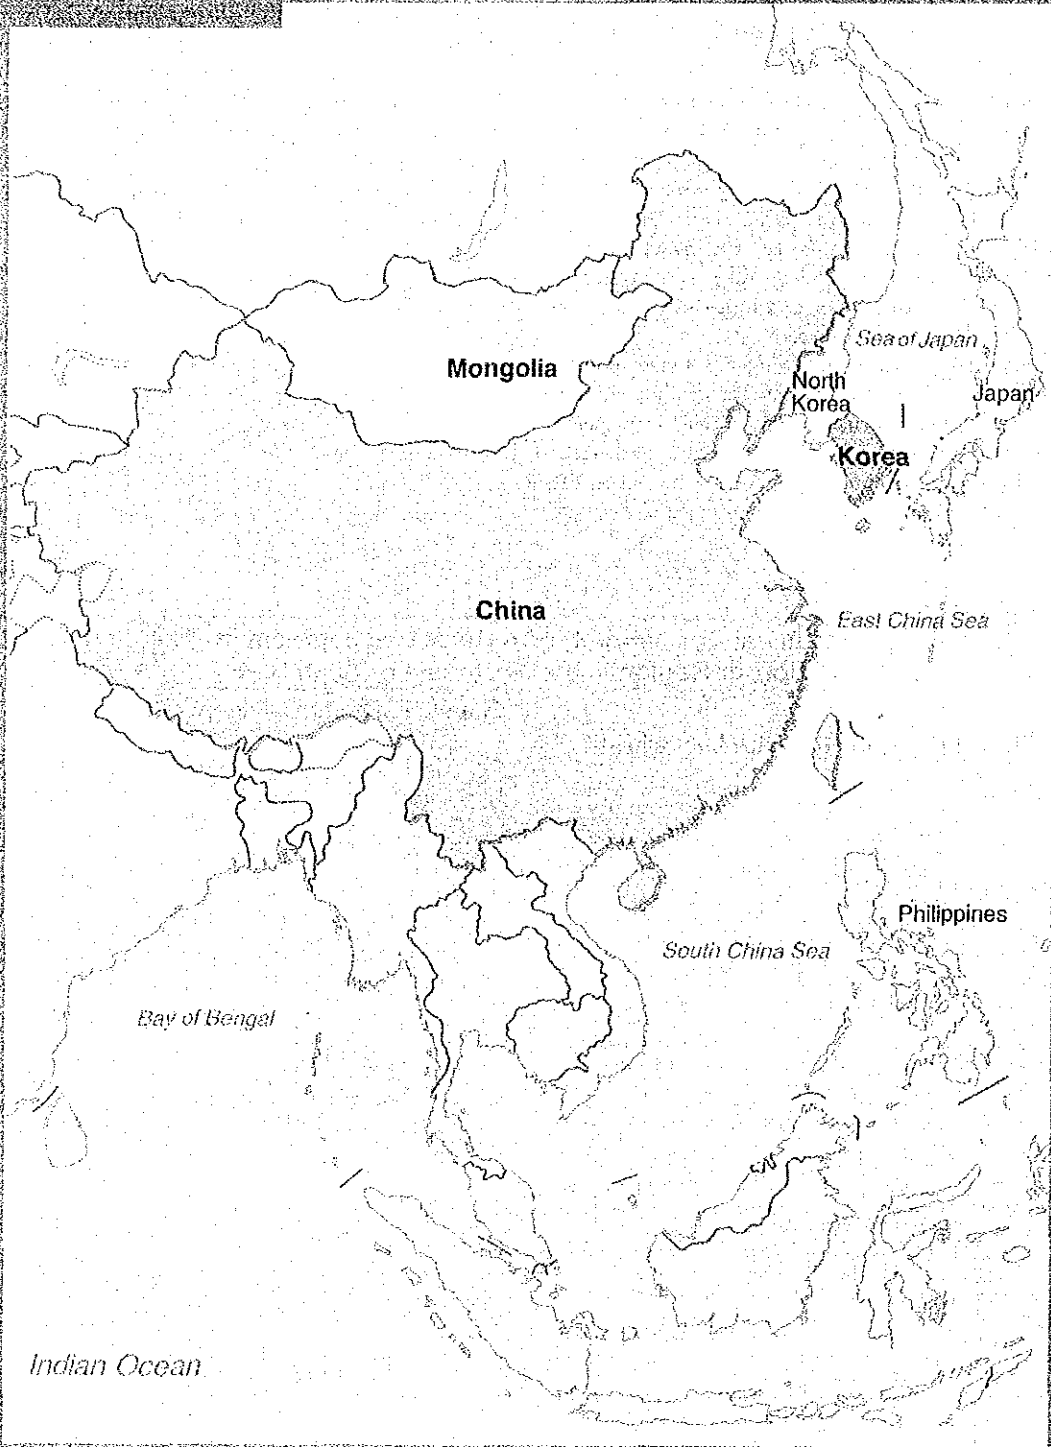 Mongolia
Sea of Japan
North
Korea
Japan
Korea
China
East China Sea
Philippines
South China Sea
Bay of Bengal
Indian Ocean